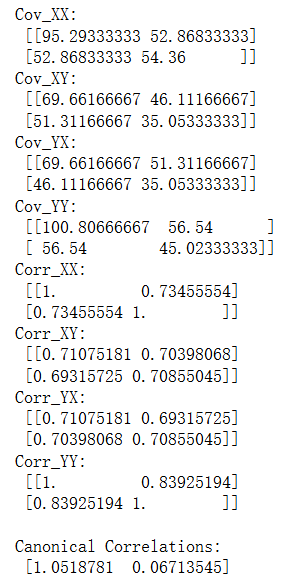 Cov_XX:
[[95.29333333 52.86833333]
[52.86833333 54.36      ]]
Cov_XY:
[[69.66166667 46.11166667]
[51.31166667 35.05333333]]
Cov_YX:
[[69.66166667 51.31166667]
[46.11166667 35.05333333]]
Cov_YY:
[[100.80666667  56.54      ]
[ 56.54        45.02333333]]
Corr_XX:
[[1.         0.73455554]
[0.73455554 1.        ]]
Corr_XY:
[[0.71075181 0.70398068]
[0.69315725 0.70855045]]
Corr_YX:
[[0.71075181 0.69315725]
[0.70398068 0.70855045]]
Corr_YY:
[[1.         0.83925194]
[0.83925194 1.        ]]
Canonical Correlations:
[1.0518781  0.06713545]